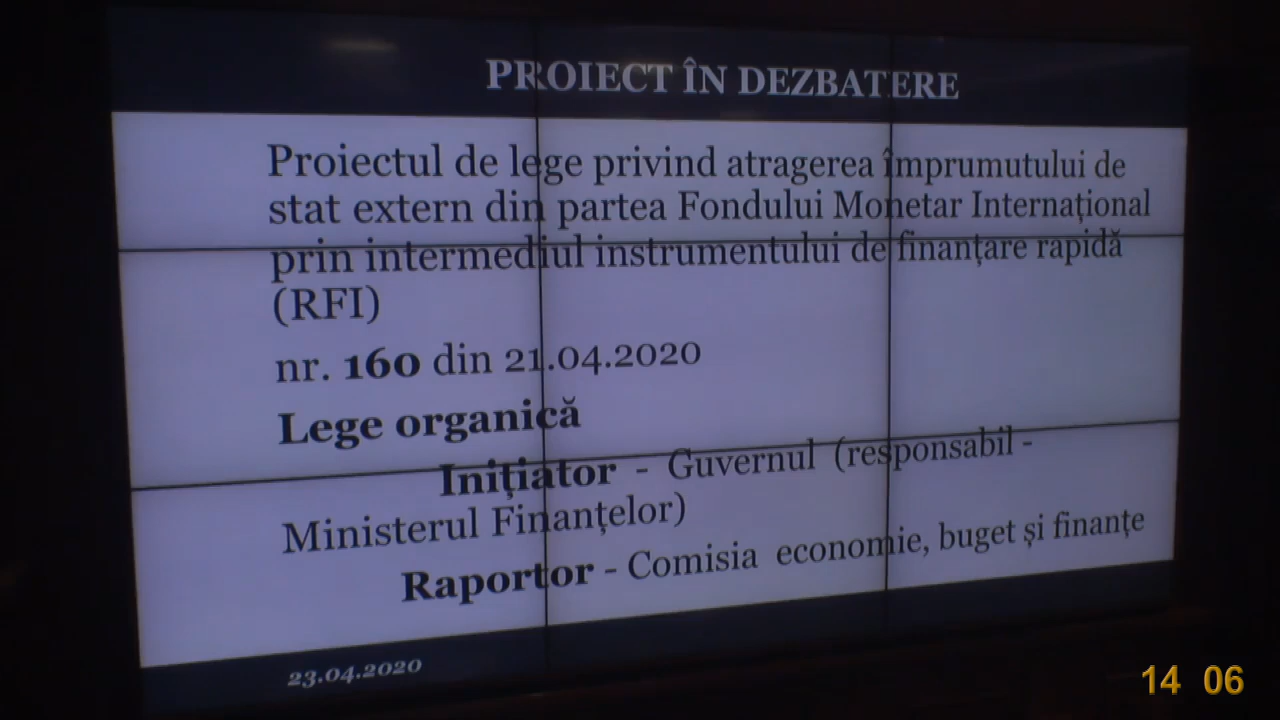 PROIECT ÎN DEZBATERE
Proiectul de lege privind atragerea împrumutului de
stat extern din partea Fondului Monetar Internațional
prin intermediul instrumentului de finanțare rapidă
(RFI)
nr. 160 din 21.04.2020
Lege organică
Inițiator - Guvernul (responsabil -
Ministerul Finanțelor)
Raportor - Comisia economie, buget și finanțe
23.04.2020
14 06